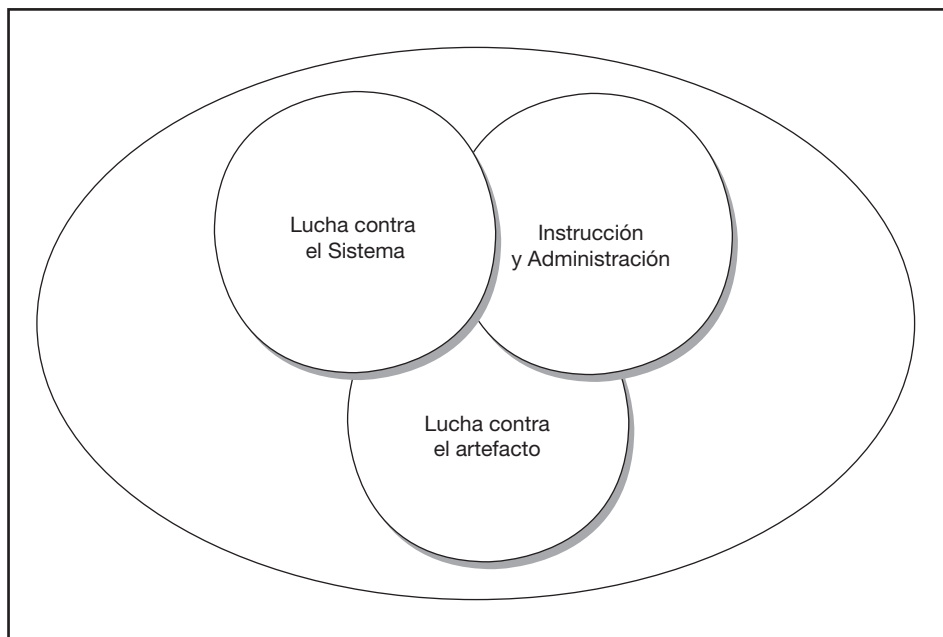 Lucha contra
el Sistema
Instrucción
y Administración
Lucha contra
el artefacto